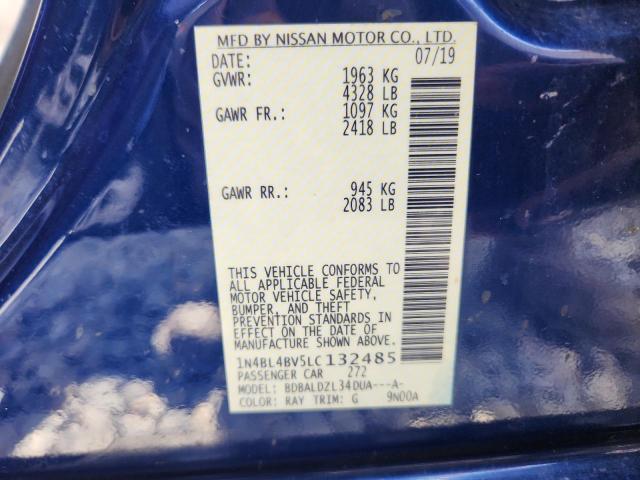 MFD BY NISSAN MOTOR CO., LTD.
DATE: 07/19
GVWR: 1963 KG
4328 LB
GAWR FR.: 1097 KG
2418 LB
GAWR RR.: 945 KG
2083 LB
THIS VEHICLE CONFORMS TO
ALL APPLICABLE FEDERAL
MOTOR VEHICLE SAFETY,
BUMPER, AND THEFT
PREVENTION STANDARDS IN
EFFECT ON THE DATE OF
MANUFACTURE SHOWN ABOVE.
1N4BL4BV5LC132485
PASSENGER CAR 272
MODEL: BDBALDZL34DUA---A-
COLOR: RAY TRIM: G 9N00A